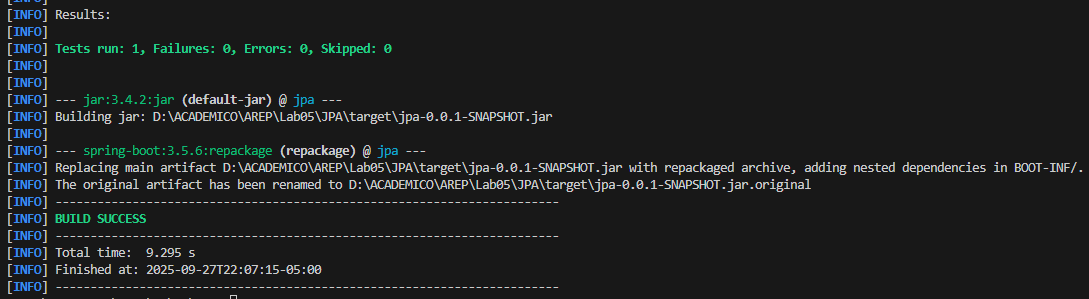 [INFO]
[INFO] Results:
[INFO]
[INFO] Tests run: 1, Failures: 0, Errors: 0, Skipped: 0
[INFO]
[INFO]
[INFO] --- jar:3.4.2:jar (default-jar) @ jpa ---
[INFO] Building jar: D:\ACADEMICO\AREP\Lab05\JPA\target\jpa-0.0.1-SNAPSHOT.jar
[INFO]
[INFO] --- spring-boot:3.5.6:repackage (repackage) @ jpa ---
[INFO] Replacing main artifact D:\ACADEMICO\AREP\Lab05\JPA\target\jpa-0.0.1-SNAPSHOT.jar with repackaged archive, adding nested dependencies in BOOT-INF/.
[INFO] The original artifact has been renamed to D:\ACADEMICO\AREP\Lab05\JPA\target\jpa-0.0.1-SNAPSHOT.jar.original
[INFO] ------------------------------------------------------------------------
[INFO] BUILD SUCCESS
[INFO] ------------------------------------------------------------------------
[INFO] Total time:  9.295 s
[INFO] Finished at: 2025-09-27T22:07:15-05:00
[INFO] ------------------------------------------------------------------------